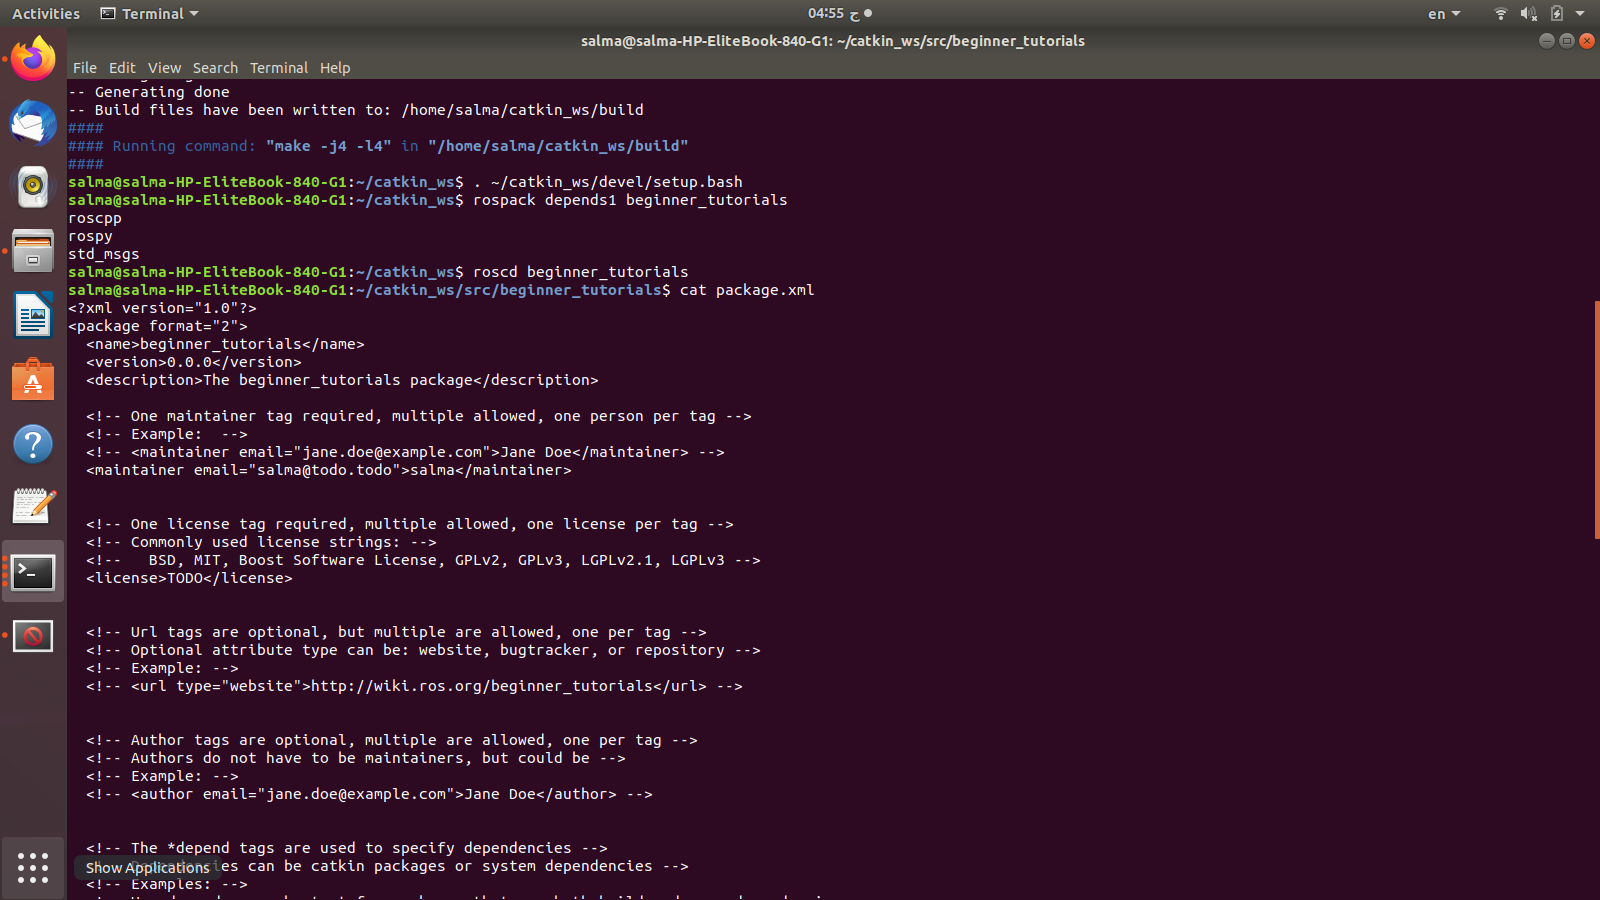 Activities Terminal 04:55 ح en
salma@salma-HP-EliteBook-840-G1: ~/catkin_ws/src/beginner_tutorials
File Edit View Search Terminal Help
-- Generating done
-- Build files have been written to: /home/salma/catkin_ws/build
####
#### Running command: "make -j4 -l4" in "/home/salma/catkin_ws/build"
####
salma@salma-HP-EliteBook-840-G1:~/catkin_ws$ . ~/catkin_ws/devel/setup.bash
salma@salma-HP-EliteBook-840-G1:~/catkin_ws$ rospack depends1 beginner_tutorials
roscpp
rospy
std_msgs
salma@salma-HP-EliteBook-840-G1:~/catkin_ws$ roscd beginner_tutorials
salma@salma-HP-EliteBook-840-G1:~/catkin_ws/src/beginner_tutorials$ cat package.xml
<?xml version="1.0"?>
<package format="2">
  <name>beginner_tutorials</name>
  <version>0.0.0</version>
  <description>The beginner_tutorials package</description>
  <!-- One maintainer tag required, multiple allowed, one person per tag -->
  <!-- Example:  -->
  <!-- <maintainer email="jane.doe@example.com">Jane Doe</maintainer> -->
  <maintainer email="salma@todo.todo">salma</maintainer>
  <!-- One license tag required, multiple allowed, one license per tag -->
  <!-- Commonly used license strings: -->
  <!--   BSD, MIT, Boost Software License, GPLv2, GPLv3, LGPLv2.1, LGPLv3 -->
  <license>TODO</license>
  <!-- Url tags are optional, but multiple are allowed, one per tag -->
  <!-- Optional attribute type can be: website, bugtracker, or repository -->
  <!-- Example: -->
  <!-- <url type="website">http://wiki.ros.org/beginner_tutorials</url> -->
  <!-- Author tags are optional, multiple are allowed, one per tag -->
  <!-- Authors do not have to be maintainers, but could be -->
  <!-- Example: -->
  <!-- <author email="jane.doe@example.com">Jane Doe</author> -->
  <!-- The *depend tags are used to specify dependencies -->
can be catkin packages or system dependencies -->
Show Applications
  <!-- Examples: -->